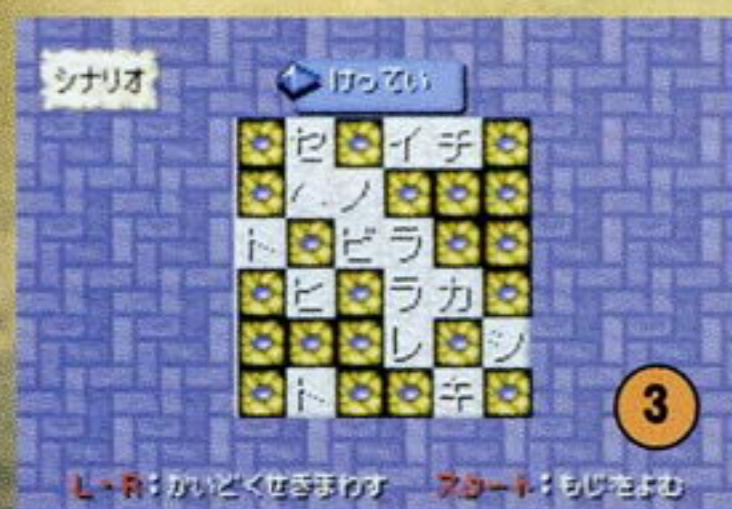 シナリオ
けってい
セ イチ
ハノ
ト ビラ
ヒ ラカ
レ ツ
ト キ
3
L・R：かいどくせきまわす スタート：もじをよむ